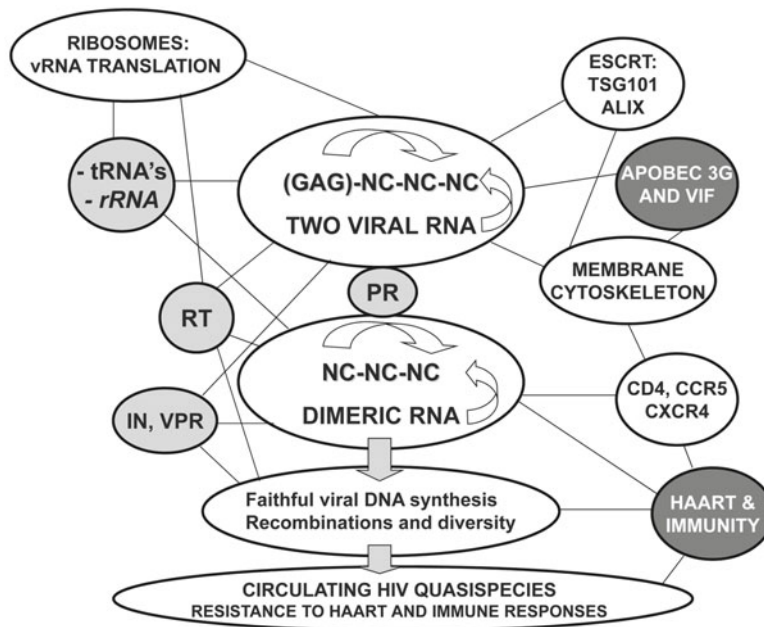 RIBOSOMES:
vRNA TRANSLATION
ESCRT:
TSG101
ALIX
- tRNA's
- rRNA
(GAG)-NC-NC-NC
TWO VIRAL RNA
APOBEC 3G
AND VIF
PR
MEMBRANE
CYTOSKELETON
RT
NC-NC-NC
DIMERIC RNA
CD4, CCR5
CXCR4
IN, VPR
Faithful viral DNA synthesis
Recombinations and diversity
HAART &
IMMUNITY
CIRCULATING HIV QUASISPECIES
RESISTANCE TO HAART AND IMMUNE RESPONSES